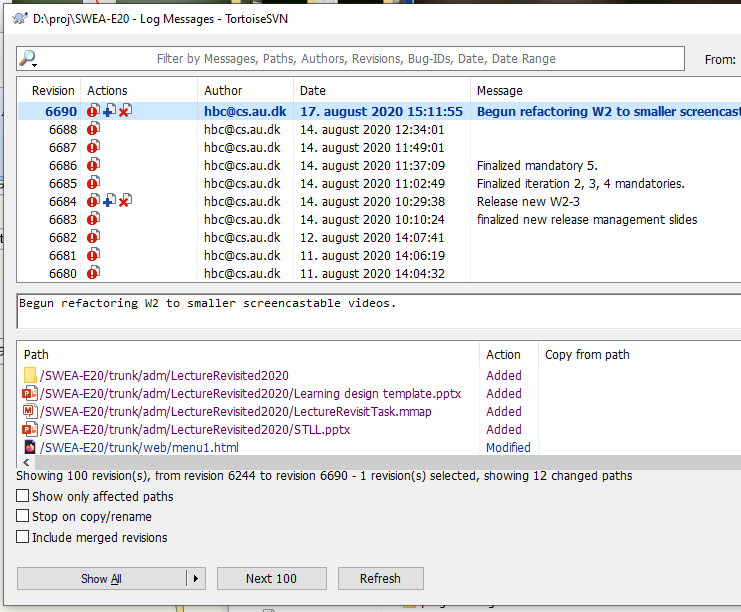 D:\proj\SWEA-E20 - Log Messages - TortoiseSVN
Filter by Messages, Paths, Authors, Revisions, Bug-IDs, Date, Date Range From:
Revision Actions Author Date Message
6690 hbc@cs.au.dk 17. august 2020 15:11:55 Begun refactoring W2 to smaller screencast
6688 hbc@cs.au.dk 14. august 2020 12:34:01
6687 hbc@cs.au.dk 14. august 2020 11:49:01
6686 hbc@cs.au.dk 14. august 2020 11:37:09 Finalized mandatory 5.
6685 hbc@cs.au.dk 14. august 2020 11:02:49 Finalized iteration 2, 3, 4 mandatories.
6684 hbc@cs.au.dk 14. august 2020 10:29:38 Release new W2-3
6683 hbc@cs.au.dk 14. august 2020 10:10:24 finalized new release management slides
6682 hbc@cs.au.dk 12. august 2020 14:07:41
6681 hbc@cs.au.dk 11. august 2020 14:06:19
6680 hbc@cs.au.dk 11. august 2020 14:04:32
Begun refactoring W2 to smaller screencastable videos.
Path Action Copy from path
/SWEA-E20/trunk/adm/LectureRevisited2020 Added
/SWEA-E20/trunk/adm/LectureRevisited2020/Learning design template.pptx Added
/SWEA-E20/trunk/adm/LectureRevisited2020/LectureRevisitTask.mmap Added
/SWEA-E20/trunk/adm/LectureRevisited2020/STLL.pptx Added
/SWEA-E20/trunk/web/menu1.html Modified
Showing 100 revision(s), from revision 6244 to revision 6690 - 1 revision(s) selected, showing 12 changed paths
Show only affected paths
Stop on copy/rename
Include merged revisions
Show All Next 100 Refresh